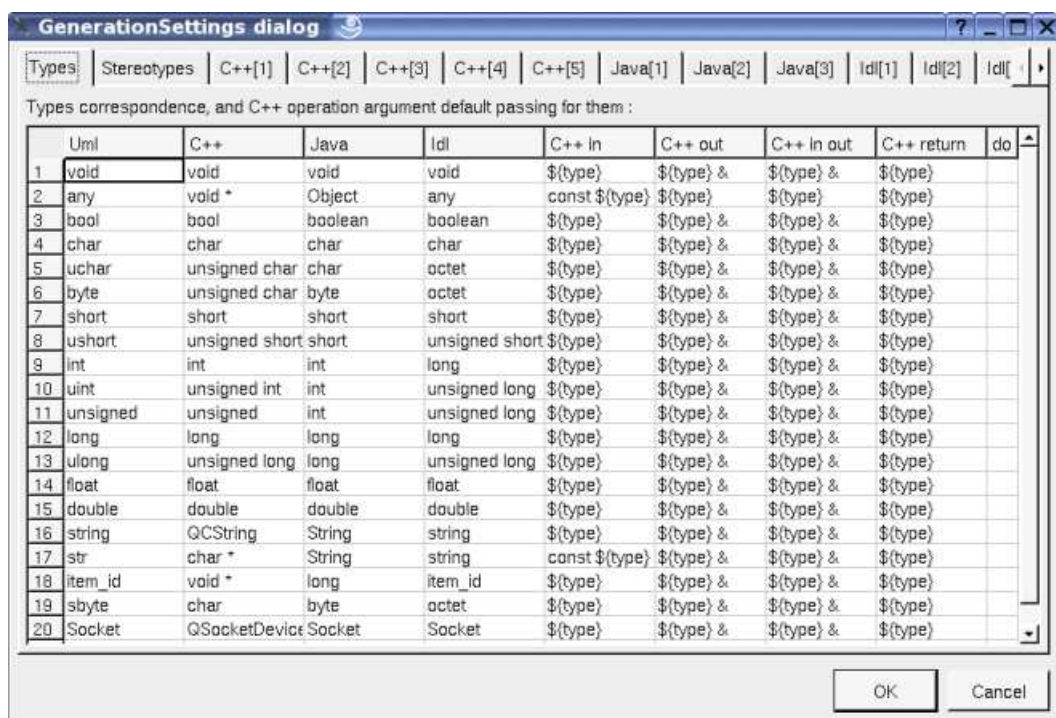 GenerationSettings dialog ? _
Types Stereotypes C++[1] C++[2] C++[3] C++[4] C++[5] Java[1] Java[2] Java[3] Idl[1] Idl[2] Idl[
Types correspondence, and C++ operation argument default passing for them :
Uml C++ Java Idl C++ in C++ out C++ in out C++ return do
1 void void void void ${type} ${type} & ${type} & ${type}
2 any void * Object any const ${type} ${type} ${type} ${type}
3 bool bool boolean boolean ${type} ${type} & ${type} & ${type}
4 char char char char ${type} ${type} & ${type} & ${type}
5 uchar unsigned char char octet ${type} ${type} & ${type} & ${type}
6 byte unsigned char byte octet ${type} ${type} & ${type} & ${type}
7 short short short short ${type} ${type} & ${type} & ${type}
8 ushort unsigned short short unsigned short ${type} ${type} & ${type} & ${type}
9 int int int long ${type} ${type} & ${type} & ${type}
10 uint unsigned int int unsigned long ${type} ${type} & ${type} & ${type}
11 unsigned unsigned int unsigned long ${type} ${type} & ${type} & ${type}
12 long long long long ${type} ${type} & ${type} & ${type}
13 ulong unsigned long long unsigned long ${type} ${type} & ${type} & ${type}
14 float float float float ${type} ${type} & ${type} & ${type}
15 double double double double ${type} ${type} & ${type} & ${type}
16 string QCString String string ${type} ${type} & ${type} & ${type}
17 str char * String string const ${type} ${type} & ${type} & ${type}
18 item_id void * long item_id ${type} ${type} & ${type} & ${type}
19 sbyte char byte octet ${type} ${type} & ${type} & ${type}
20 Socket QSocketDevice Socket Socket ${type} ${type} & ${type} & ${type}
OK Cancel